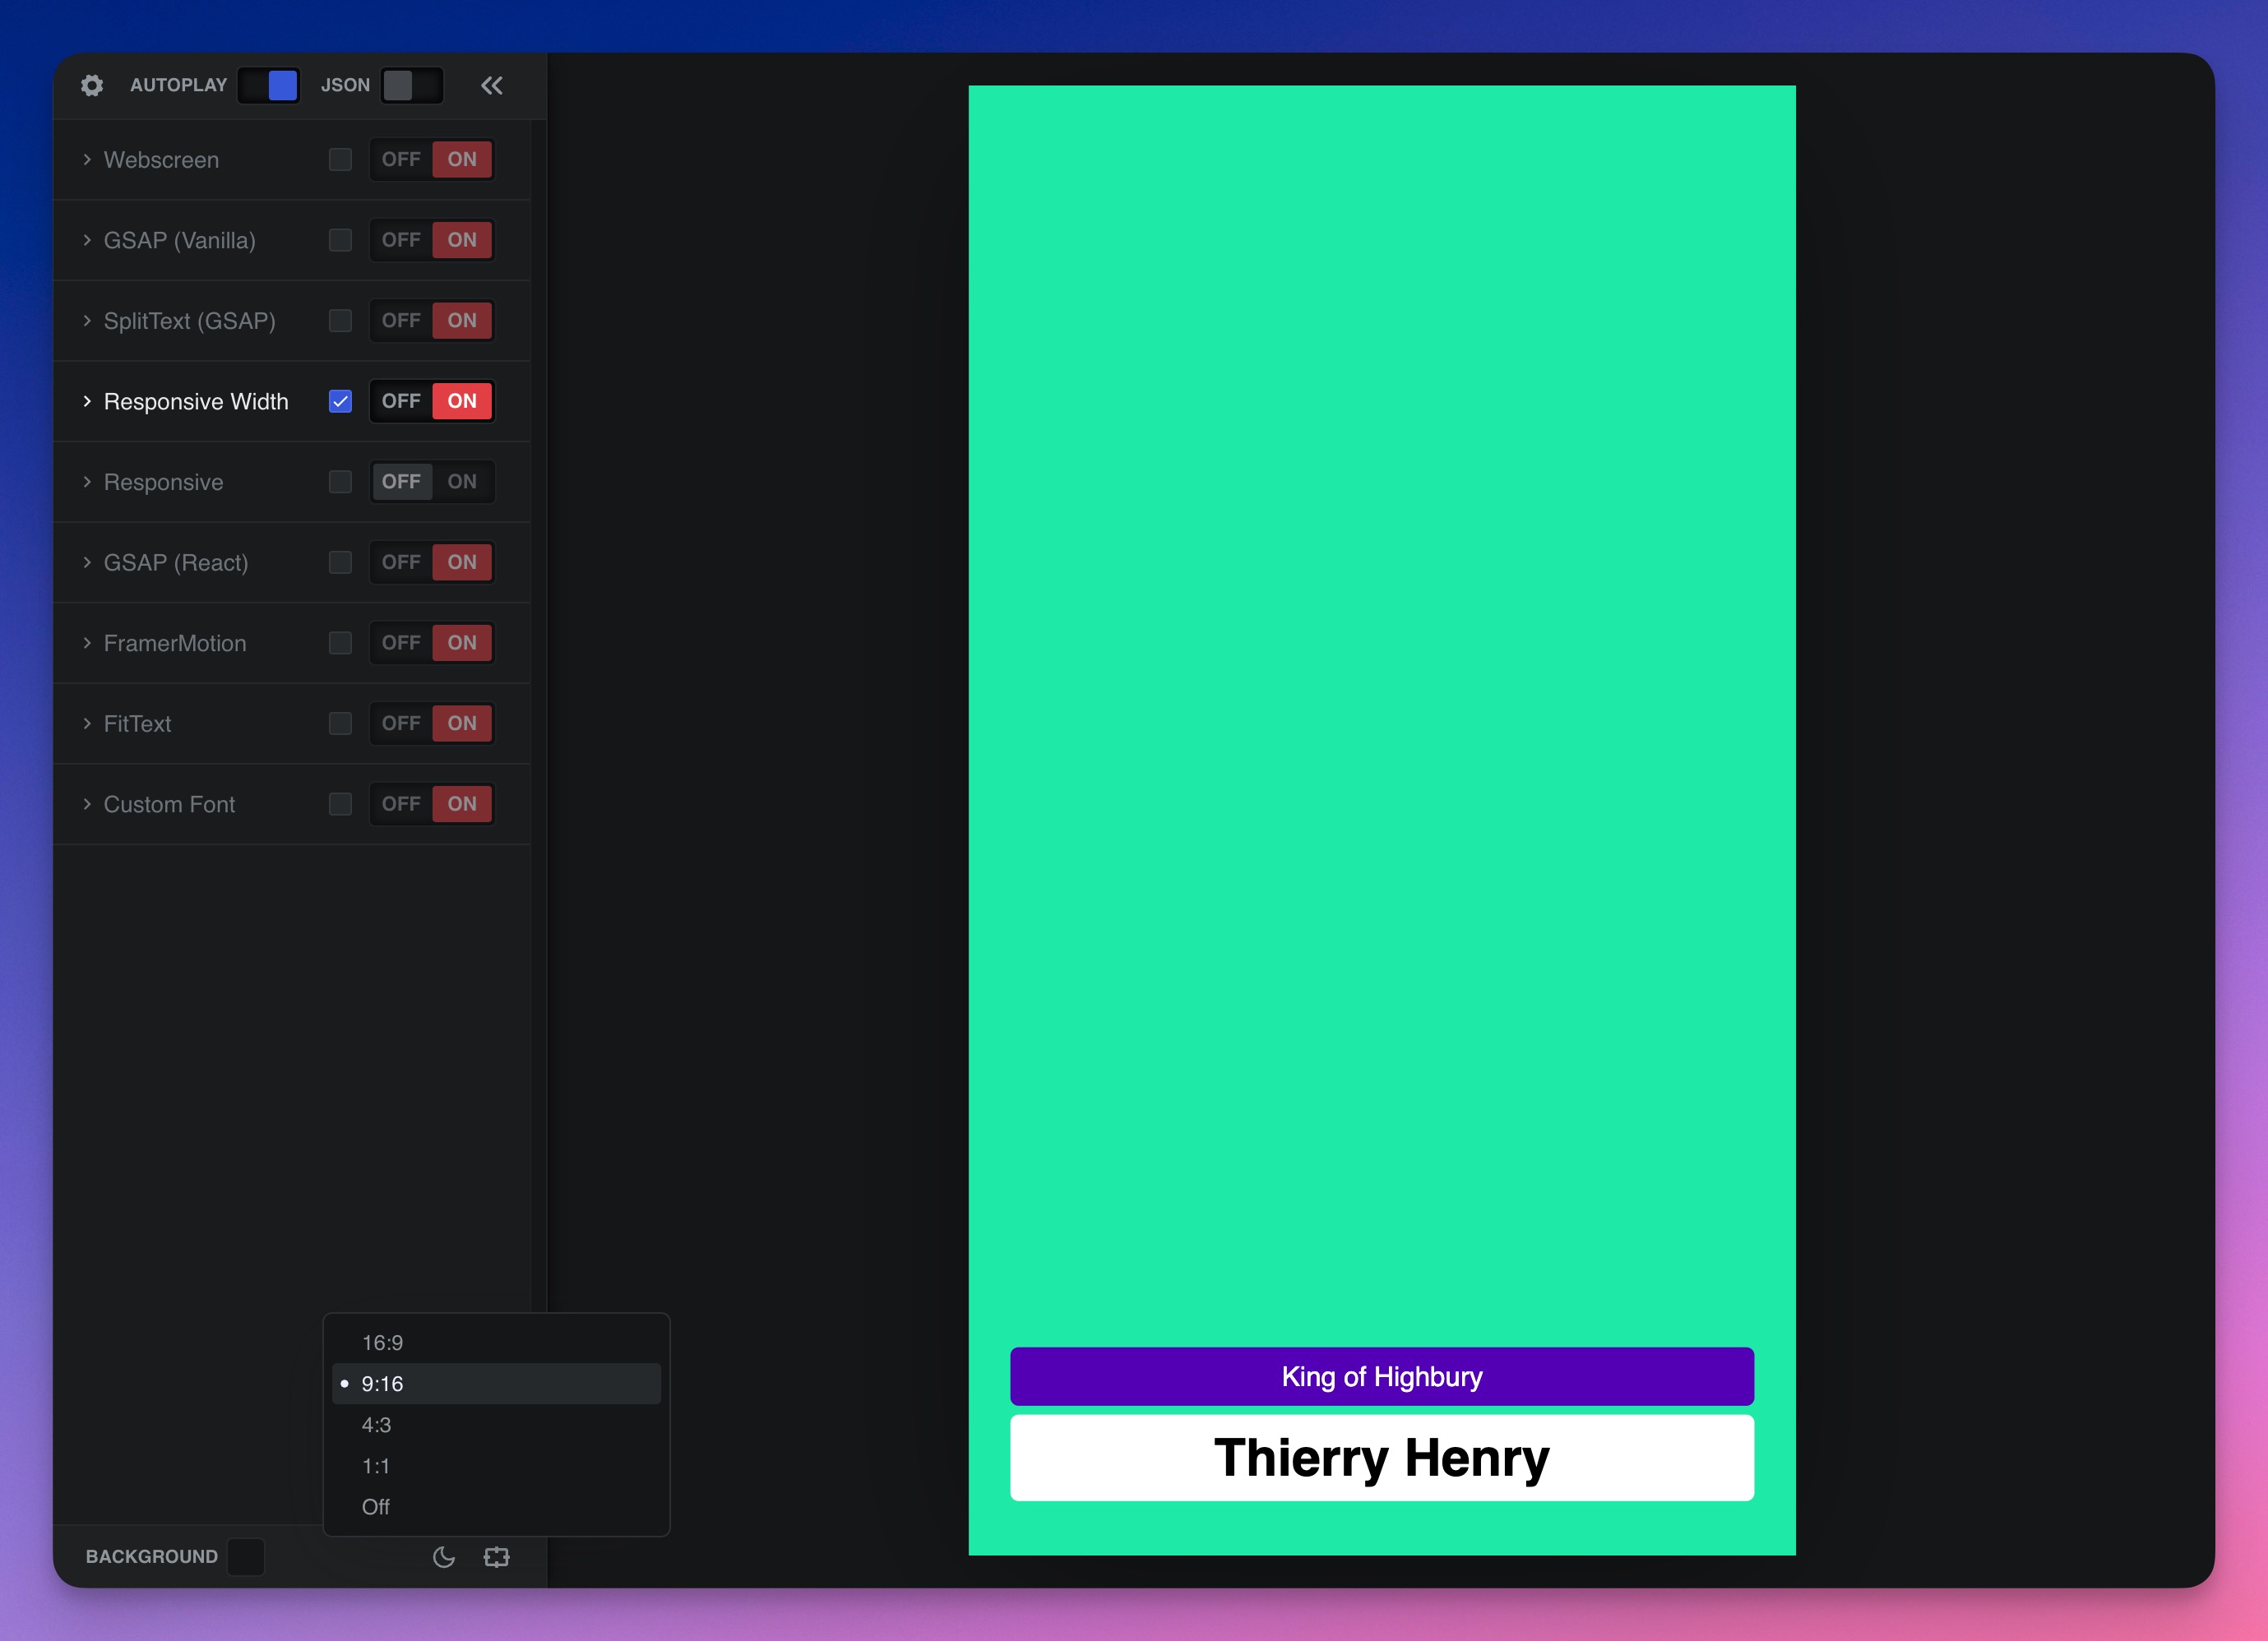 AUTOPLAY JSON
Webscreen OFF ON
GSAP (Vanilla) OFF ON
SplitText (GSAP) OFF ON
Responsive Width OFF ON
Responsive OFF ON
GSAP (React) OFF ON
FramerMotion OFF ON
FitText OFF ON
Custom Font OFF ON
16:9
9:16
4:3
1:1
Off
BACKGROUND
King of Highbury
Thierry Henry